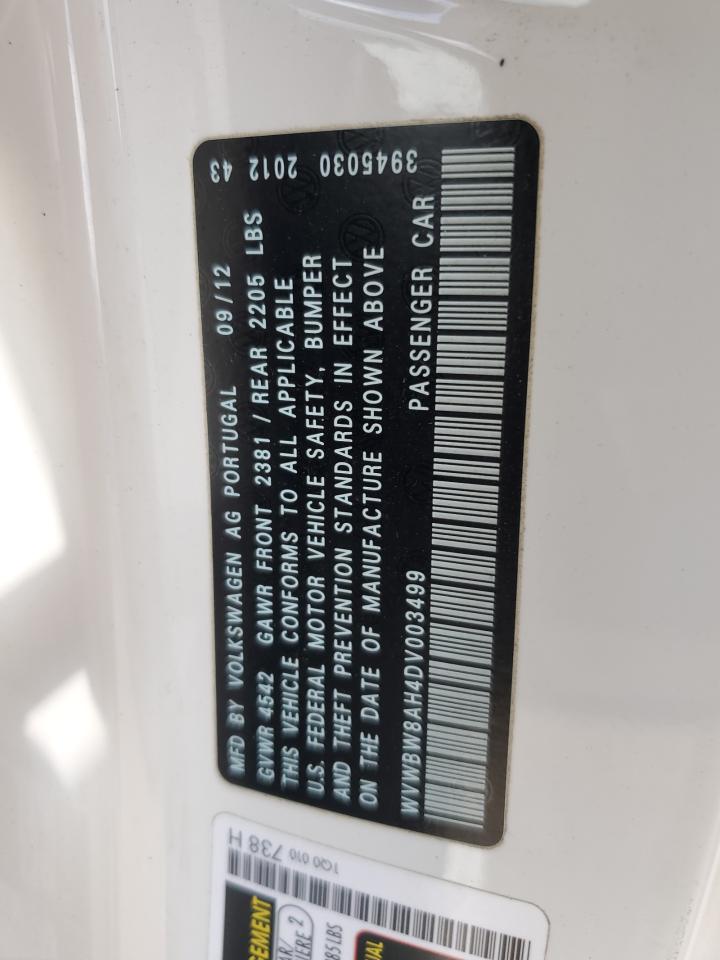 MFD BY VOLKSWAGEN AG PORTUGAL 09/12 43
GVWR 4542 GAWR FRONT 2381 / REAR 2205 LBS 2012
THIS VEHICLE CONFORMS TO ALL APPLICABLE
U.S. FEDERAL MOTOR VEHICLE SAFETY, BUMPER 3945030
AND THEFT PREVENTION STANDARDS IN EFFECT
ON THE DATE OF MANUFACTURE SHOWN ABOVE
WVWBW8AH4DV003499 PASSENGER CAR
1Q0 010 738 H